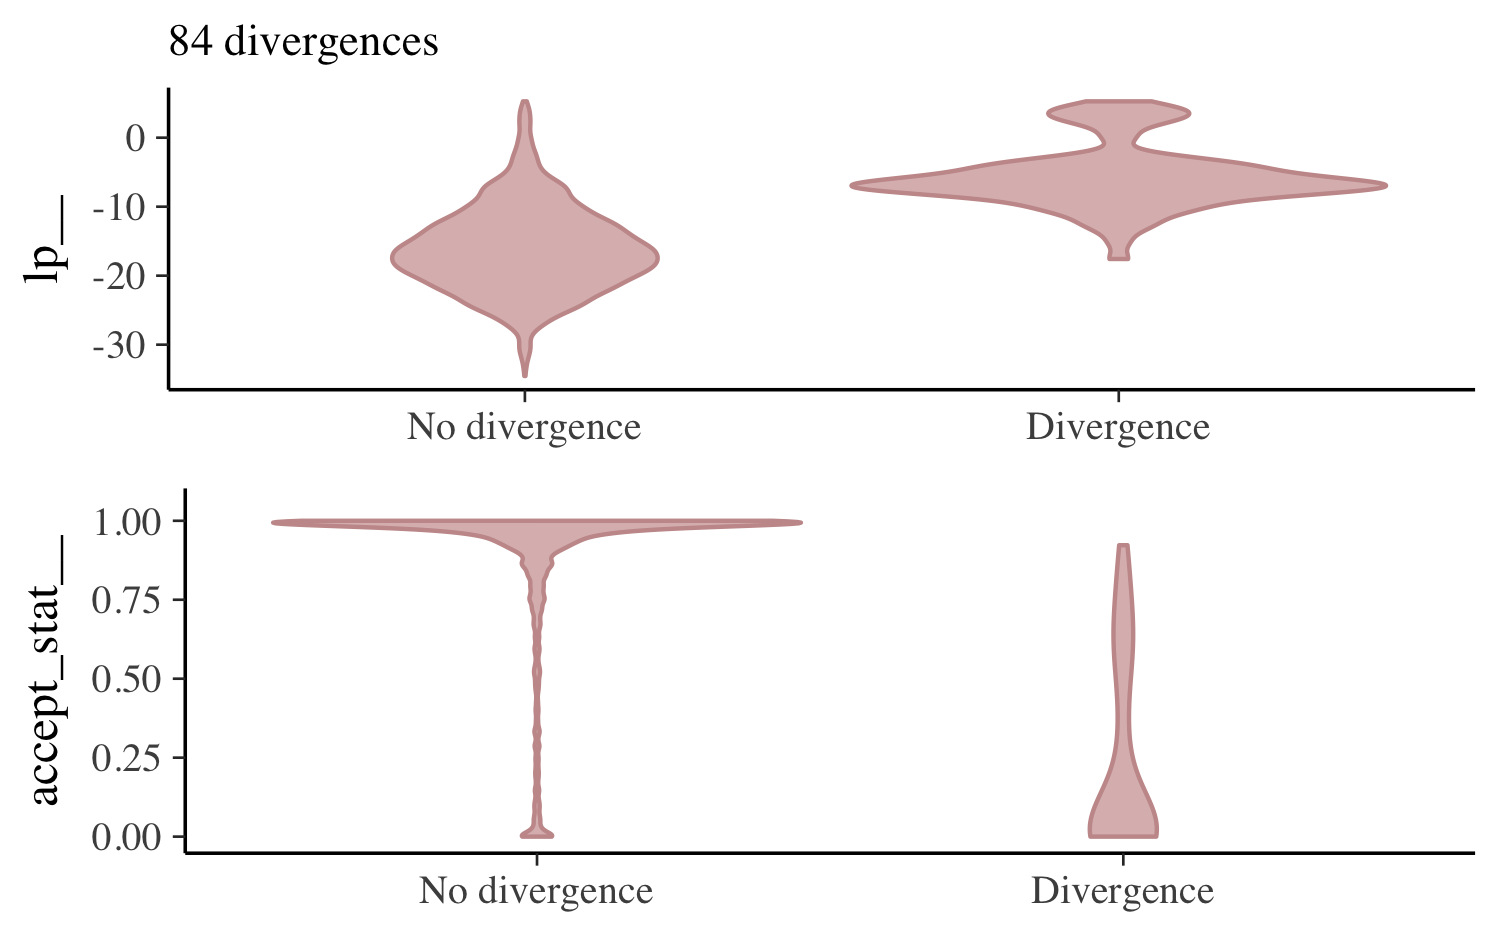 84 divergences
lp__
0
-10
-20
-30
No divergence Divergence
accept_stat__
1.00
0.75
0.50
0.25
0.00
No divergence Divergence